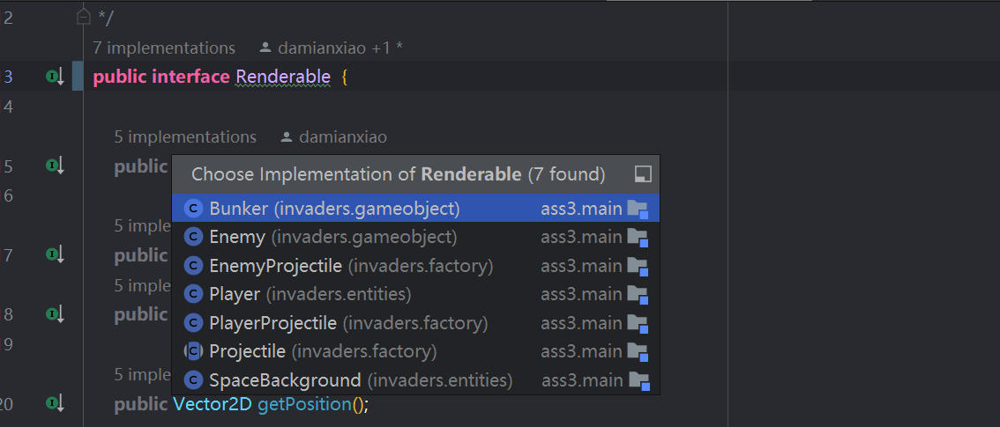 2 */
7 implementations damianxiao +1 *
3 public interface Renderable {
14
5 implementations damianxiao
5 public
Choose Implementation of Renderable (7 found)
16
Bunker (invaders.gameobject) ass3.main
5 imple
Enemy (invaders.gameobject) ass3.main
7 public
EnemyProjectile (invaders.factory) ass3.main
5 imple
Player (invaders.entities) ass3.main
8 public
PlayerProjectile (invaders.factory) ass3.main
19
Projectile (invaders.factory) ass3.main
5 imple
SpaceBackground (invaders.entities) ass3.main
20 public Vector2D getPosition();